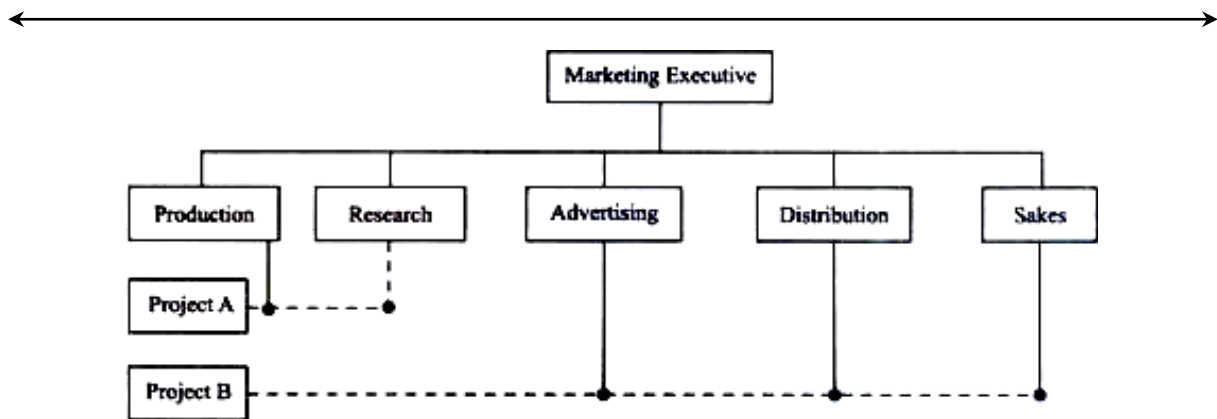 Marketing Executive
Production Research Advertising Distribution Sakes
Project A
Project B